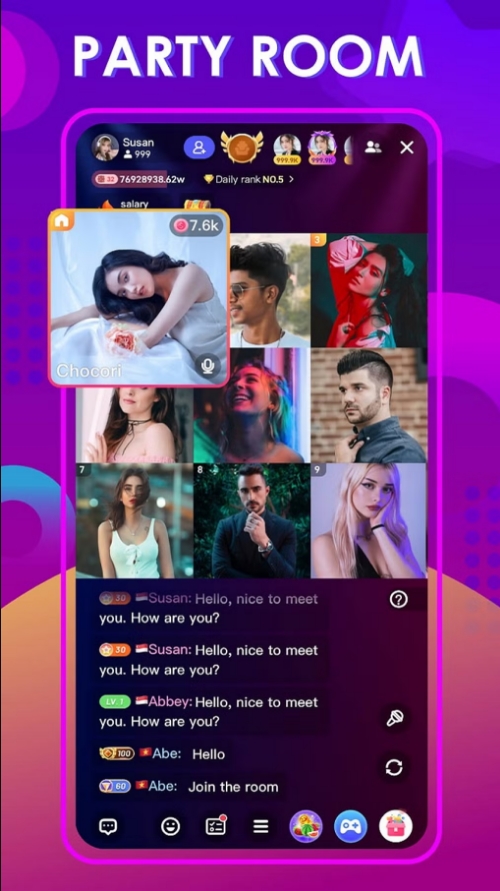 PARTY ROOM
Susan
999
999.9K 999.9K
22 76928938.62w
Daily rank NO.5 >
salary
7.6k
3
Chocori
7
8
9
30 Susan: Hello, nice to meet
you. How are you?
30 Susan: Hello, nice to meet
you. How are you?
LV.1 Abbey: Hello, nice to meet
you. How are you?
100 Abe: Hello
60 Abe: Join the room